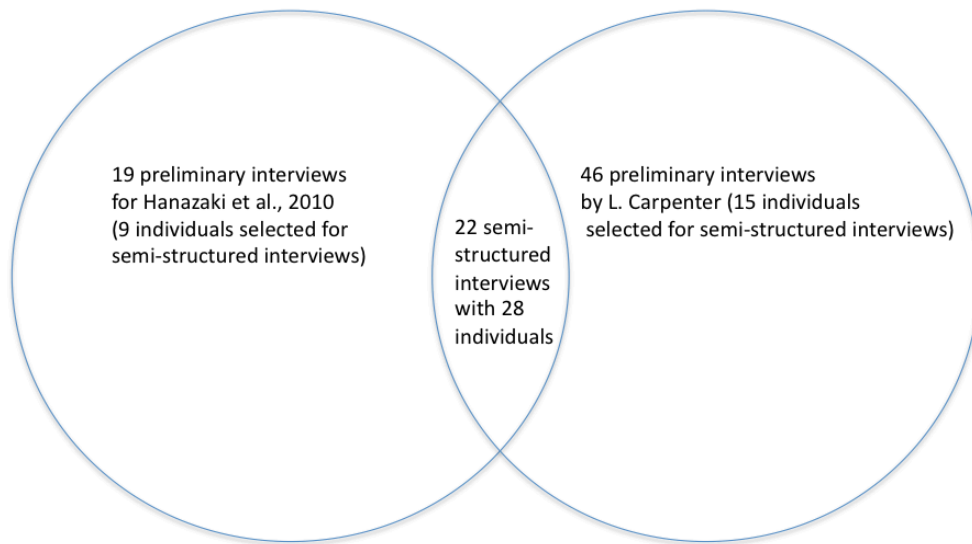 19 preliminary interviews
for Hanazaki et al., 2010
(9 individuals selected for
semi-structured interviews)
22 semi-
structured
interviews
with 28
individuals
46 preliminary interviews
by L. Carpenter (15 individuals
selected for semi-structured interviews)